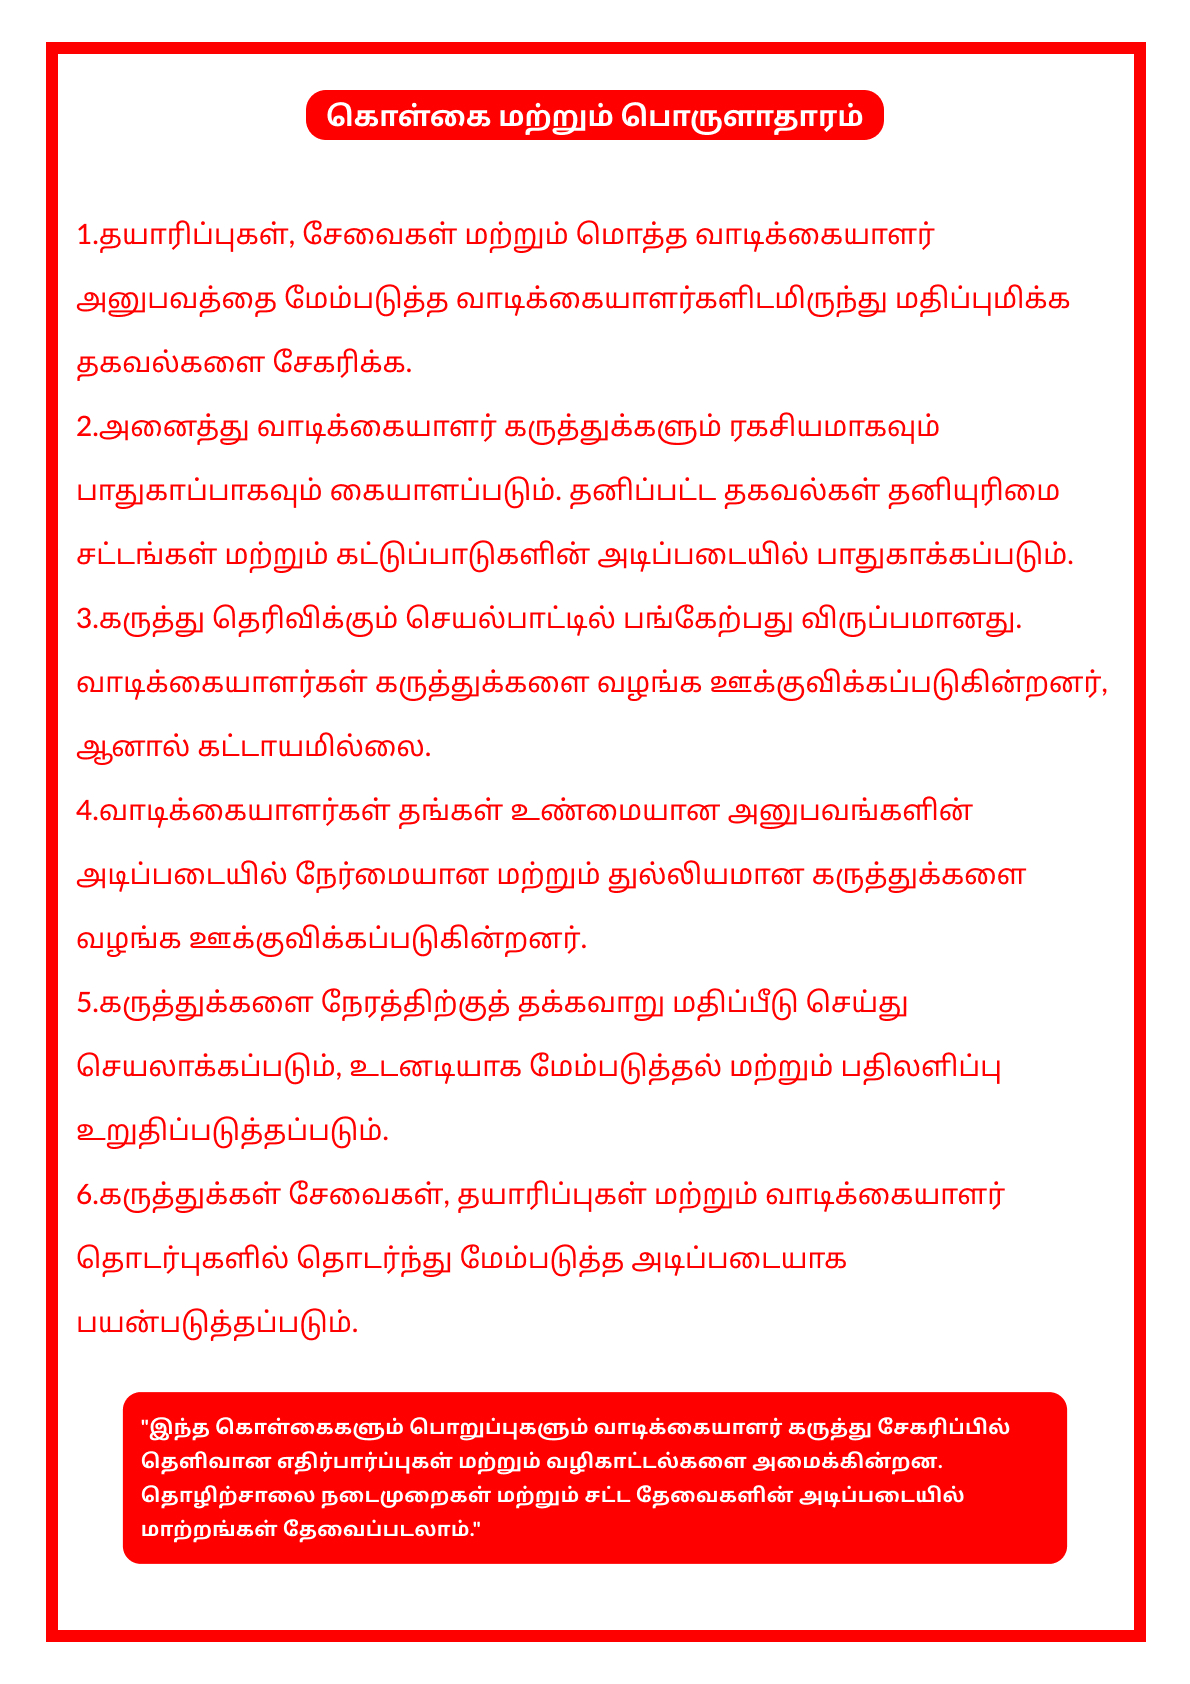 கொள்கை மற்றும் பொருளாதாரம்
1.தயாரிப்புகள், சேவைகள் மற்றும் மொத்த வாடிக்கையாளர்
அனுபவத்தை மேம்படுத்த வாடிக்கையாளர்களிடமிருந்து மதிப்புமிக்க
தகவல்களை சேகரிக்க.
2.அனைத்து வாடிக்கையாளர் கருத்துக்களும் ரகசியமாகவும்
பாதுகாப்பாகவும் கையாளப்படும். தனிப்பட்ட தகவல்கள் தனியுரிமை
சட்டங்கள் மற்றும் கட்டுப்பாடுகளின் அடிப்படையில் பாதுகாக்கப்படும்.
3.கருத்து தெரிவிக்கும் செயல்பாட்டில் பங்கேற்பது விருப்பமானது.
வாடிக்கையாளர்கள் கருத்துக்களை வழங்க ஊக்குவிக்கப்படுகின்றனர்,
ஆனால் கட்டாயமில்லை.
4.வாடிக்கையாளர்கள் தங்கள் உண்மையான அனுபவங்களின்
அடிப்படையில் நேர்மையான மற்றும் துல்லியமான கருத்துக்களை
வழங்க ஊக்குவிக்கப்படுகின்றனர்.
5.கருத்துக்களை நேரத்திற்குத் தக்கவாறு மதிப்பீடு செய்து
செயலாக்கப்படும், உடனடியாக மேம்படுத்தல் மற்றும் பதிலளிப்பு
உறுதிப்படுத்தப்படும்.
6.கருத்துக்கள் சேவைகள், தயாரிப்புகள் மற்றும் வாடிக்கையாளர்
தொடர்புகளில் தொடர்ந்து மேம்படுத்த அடிப்படையாக
பயன்படுத்தப்படும்.
"இந்த கொள்கைகளும் பொறுப்புகளும் வாடிக்கையாளர் கருத்து சேகரிப்பில்
தெளிவான எதிர்பார்ப்புகள் மற்றும் வழிகாட்டல்களை அமைக்கின்றன.
தொழிற்சாலை நடைமுறைகள் மற்றும் சட்ட தேவைகளின் அடிப்படையில்
மாற்றங்கள் தேவைப்படலாம்."